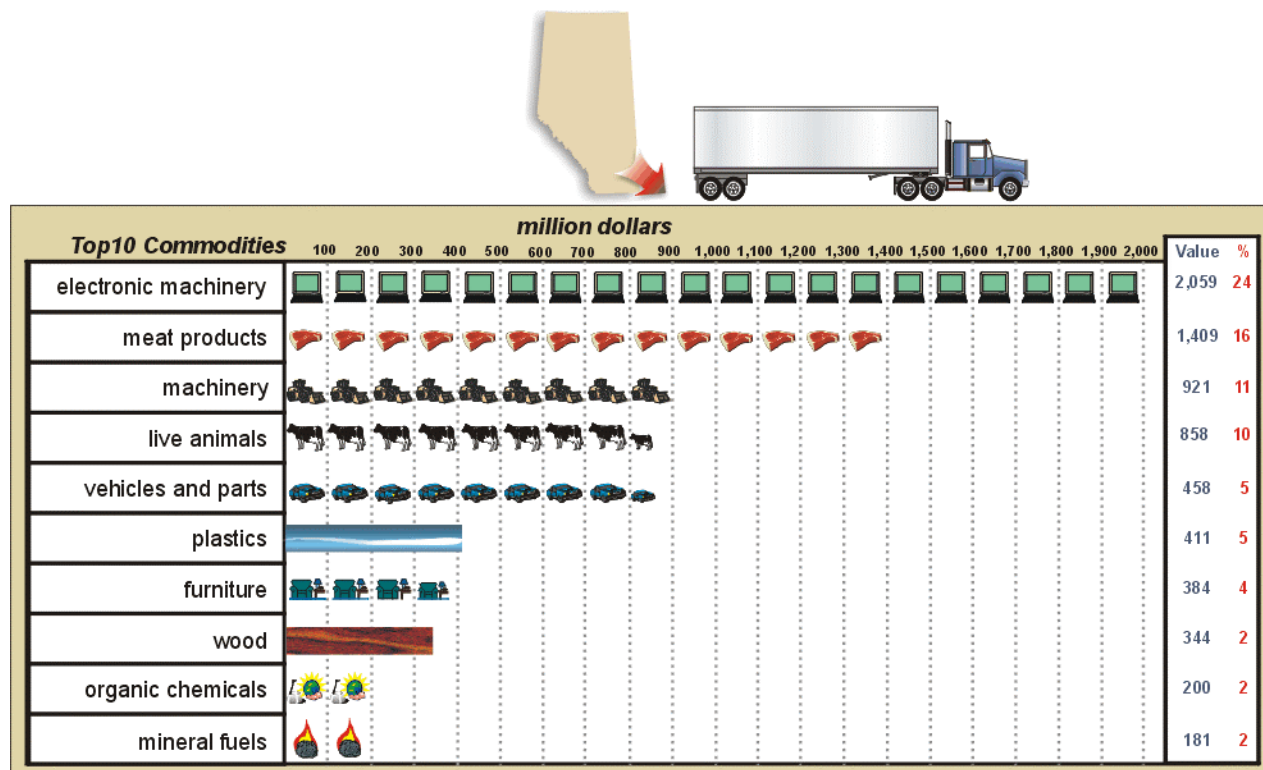 million dollars
Top10 Commodities 100 200 300 400 500 600 700 800 900 1,000 1,100 1,200 1,300 1,400 1,500 1,600 1,700 1,800 1,900 2,000 Value %
electronic machinery 2,059 24
meat products 1,409 16
machinery 921 11
live animals 858 10
vehicles and parts 458 5
plastics 411 5
furniture 384 4
wood 344 2
organic chemicals 200 2
mineral fuels 181 2